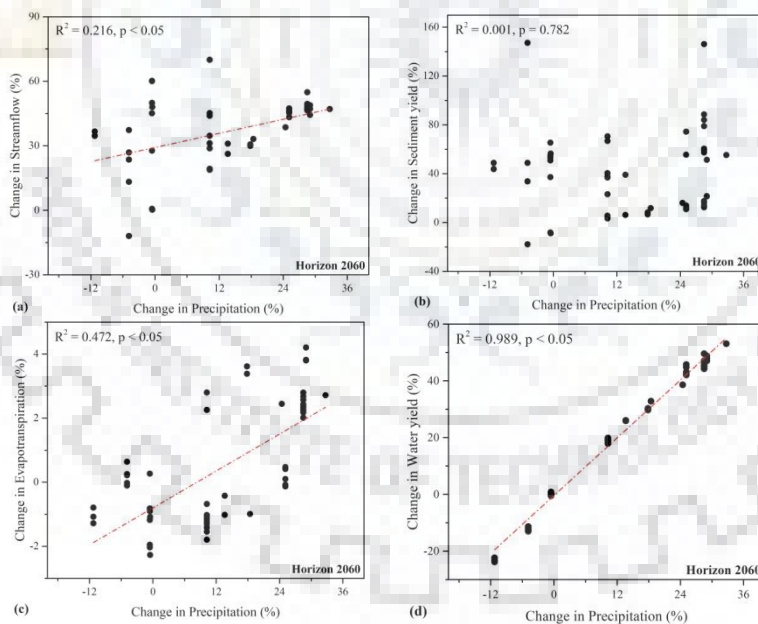 90
R² = 0.216, p < 0.05
60
30
0
-30
-12 0 12 24 36
Change in Streamflow (%)
Horizon 2060
(a)
Change in Precipitation (%)
160
R² = 0.001, p = 0.782
120
80
40
0
-40
-12 0 12 24 36
Change in Sediment yield (%)
Horizon 2060
(b)
Change in Precipitation (%)
R² = 0.472, p < 0.05
4
2
0
-2
-12 0 12 24 36
Change in Evapotranspiration (%)
Horizon 2060
(c)
Change in Precipitation (%)
60
R² = 0.989, p < 0.05
40
20
0
-20
-12 0 12 24 36
Change in Water yield (%)
Horizon 2060
(d)
Change in Precipitation (%)